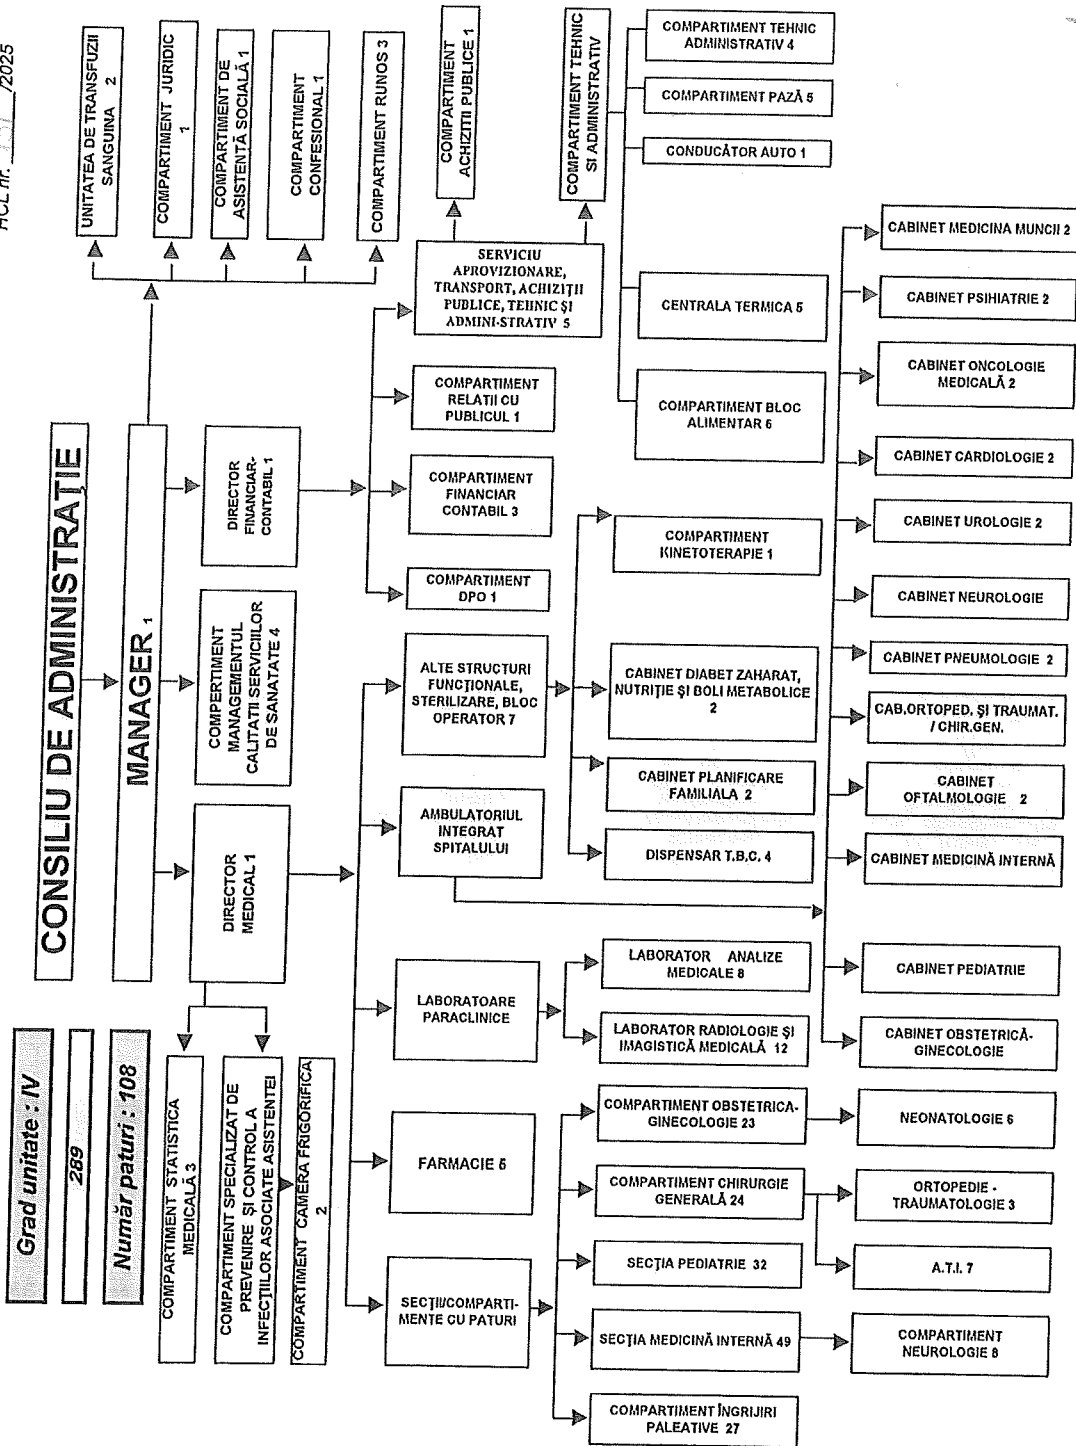 HCL nr. /2025
Grad unitate : IV
289
Număr paturi : 108
CONSILIU DE ADMINISTRAȚIE
MANAGER 1
UNITATEA DE TRANSFUZII
SANGUINA 2
COMPARTIMENT JURIDIC
1
COMPARTIMENT DE
ASISTENTĂ SOCIALĂ 1
COMPARTIMENT
CONFESIONAL 1
COMPARTIMENT RUNOS 3
DIRECTOR
MEDICAL 1
COMPERTIMENT
MANAGEMENTUL
CALITATII SERVICIILOR
DE SANATATE 4
DIRECTOR
FINANCIAR-
CONTABIL 1
COMPARTIMENT STATISTICA
MEDICALĂ 3
COMPARTIMENT SPECIALIZAT DE
PREVENIRE ȘI CONTROL A
INFECȚIILOR ASOCIATE ASISTENTEI
COMPARTIMENT CAMERA FRIGORIFICA
2
SECȚII/COMPARTI-
MENTE CU PATURI
FARMACIE 5
LABORATOARE
PARACLINICE
AMBULATORIUL
INTEGRAT
SPITALULUI
ALTE STRUCTURI
FUNCȚIONALE,
STERILIZARE, BLOC
OPERATOR 7
COMPARTIMENT
DPO 1
COMPARTIMENT
FINANCIAR
CONTABIL 3
COMPARTIMENT
RELATII CU
PUBLICUL 1
SERVICIU
APROVIZIONARE,
TRANSPORT, ACHIZIȚII
PUBLICE, TEHNIC ȘI
ADMINI-STRATIV 5
COMPARTIMENT
ACHIZITII PUBLICE 1
COMPARTIMENT TEHNIC
SI ADMINISTRATIV
COMPARTIMENT TEHNIC
ADMINISTRATIV 4
COMPARTIMENT PAZĂ 5
CONDUCĂTOR AUTO 1
CENTRALA TERMICA 5
COMPARTIMENT BLOC
ALIMENTAR 6
COMPARTIMENT
KINETOTERAPIE 1
CABINET DIABET ZAHARAT,
NUTRIȚIE ȘI BOLI METABOLICE
2
CABINET PLANIFICARE
FAMILIALA 2
DISPENSAR T.B.C. 4
LABORATOR ANALIZE
MEDICALE 8
LABORATOR RADIOLOGIE ȘI
IMAGISTICĂ MEDICALĂ 12
COMPARTIMENT OBSTETRICA-
GINECOLOGIE 23
COMPARTIMENT CHIRURGIE
GENERALĂ 24
SECȚIA PEDIATRIE 32
SECȚIA MEDICINĂ INTERNĂ 49
COMPARTIMENT ÎNGRIJIRI
PALEATIVE 27
CABINET MEDICINA MUNCII 2
CABINET PSIHIATRIE 2
CABINET ONCOLOGIE
MEDICALĂ 2
CABINET CARDIOLOGIE 2
CABINET UROLOGIE 2
CABINET NEUROLOGIE
CABINET PNEUMOLOGIE 2
CAB.ORTOPED. ȘI TRAUMAT.
/ CHIR.GEN.
CABINET
OFTALMOLOGIE 2
CABINET MEDICINĂ INTERNĂ
CABINET PEDIATRIE
CABINET OBSTETRICĂ-
GINECOLOGIE
NEONATOLOGIE 6
ORTOPEDIE -
TRAUMATOLOGIE 3
A.T.I. 7
COMPARTIMENT
NEUROLOGIE 8